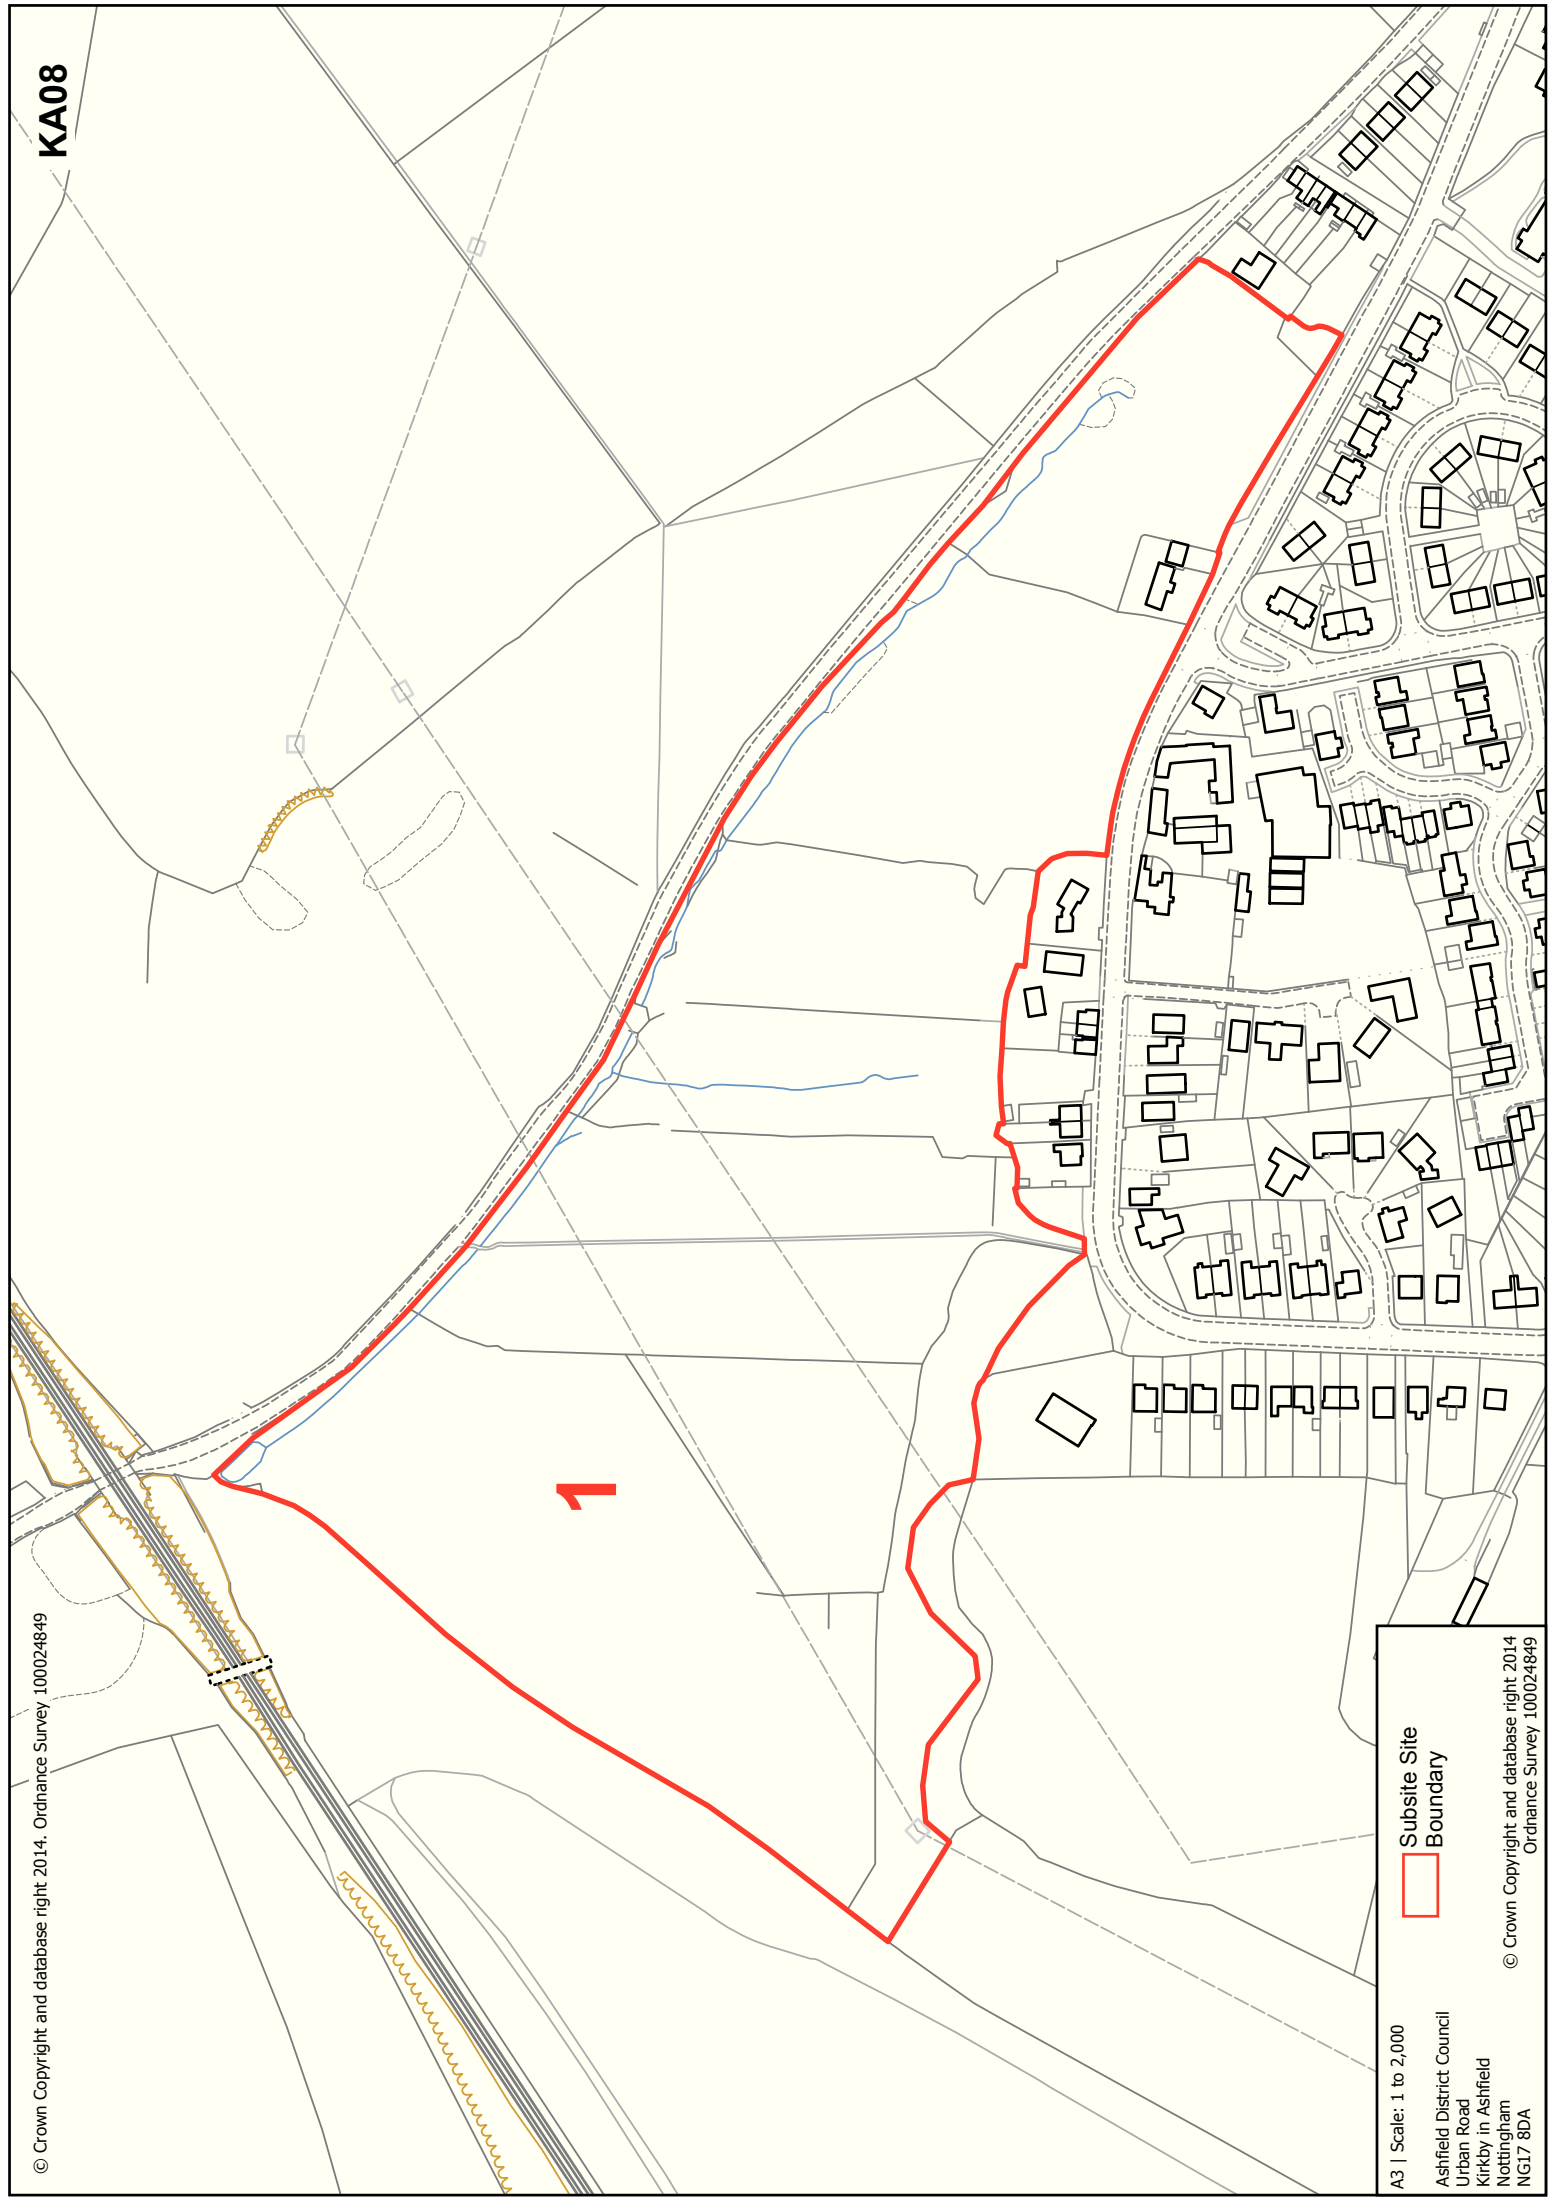 © Crown Copyright and database right 2014. Ordnance Survey 100024849
KA08
1
A3 | Scale: 1 to 2,000
Ashfield District Council
Urban Road
Kirkby in Ashfield
Nottingham
NG17 8DA
Subsite Site
Boundary
© Crown Copyright and database right 2014
Ordnance Survey 100024849